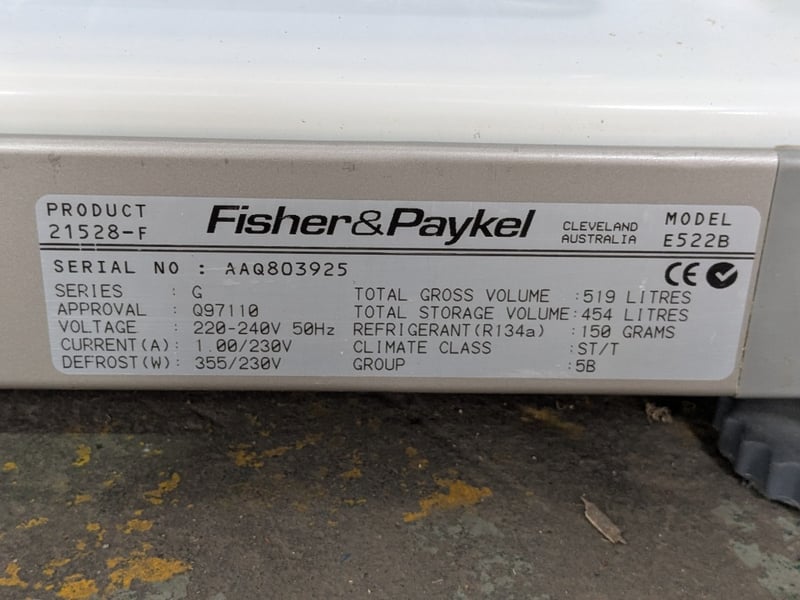 PRODUCT
21528-F
Fisher&Paykel
CLEVELAND
AUSTRALIA
MODEL
E522B
SERIAL NO : AAQ803925
CE
SERIES : G
APPROVAL : Q97110
VOLTAGE : 220-240V 50Hz
CURRENT(A): 1.00/230V
DEFROST(W): 355/230V
TOTAL GROSS VOLUME :519 LITRES
TOTAL STORAGE VOLUME:454 LITRES
REFRIGERANT(R134a) :150 GRAMS
CLIMATE CLASS :ST/T
GROUP :5B